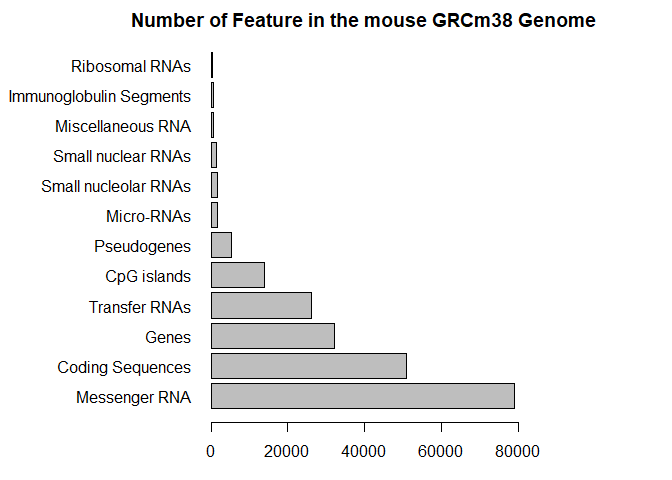 Number of Feature in the mouse GRCm38 Genome
Ribosomal RNAs
Immunoglobulin Segments
Miscellaneous RNA
Small nuclear RNAs
Small nucleolar RNAs
Micro-RNAs
Pseudogenes
CpG islands
Transfer RNAs
Genes
Coding Sequences
Messenger RNA
0 20000 40000 60000 80000